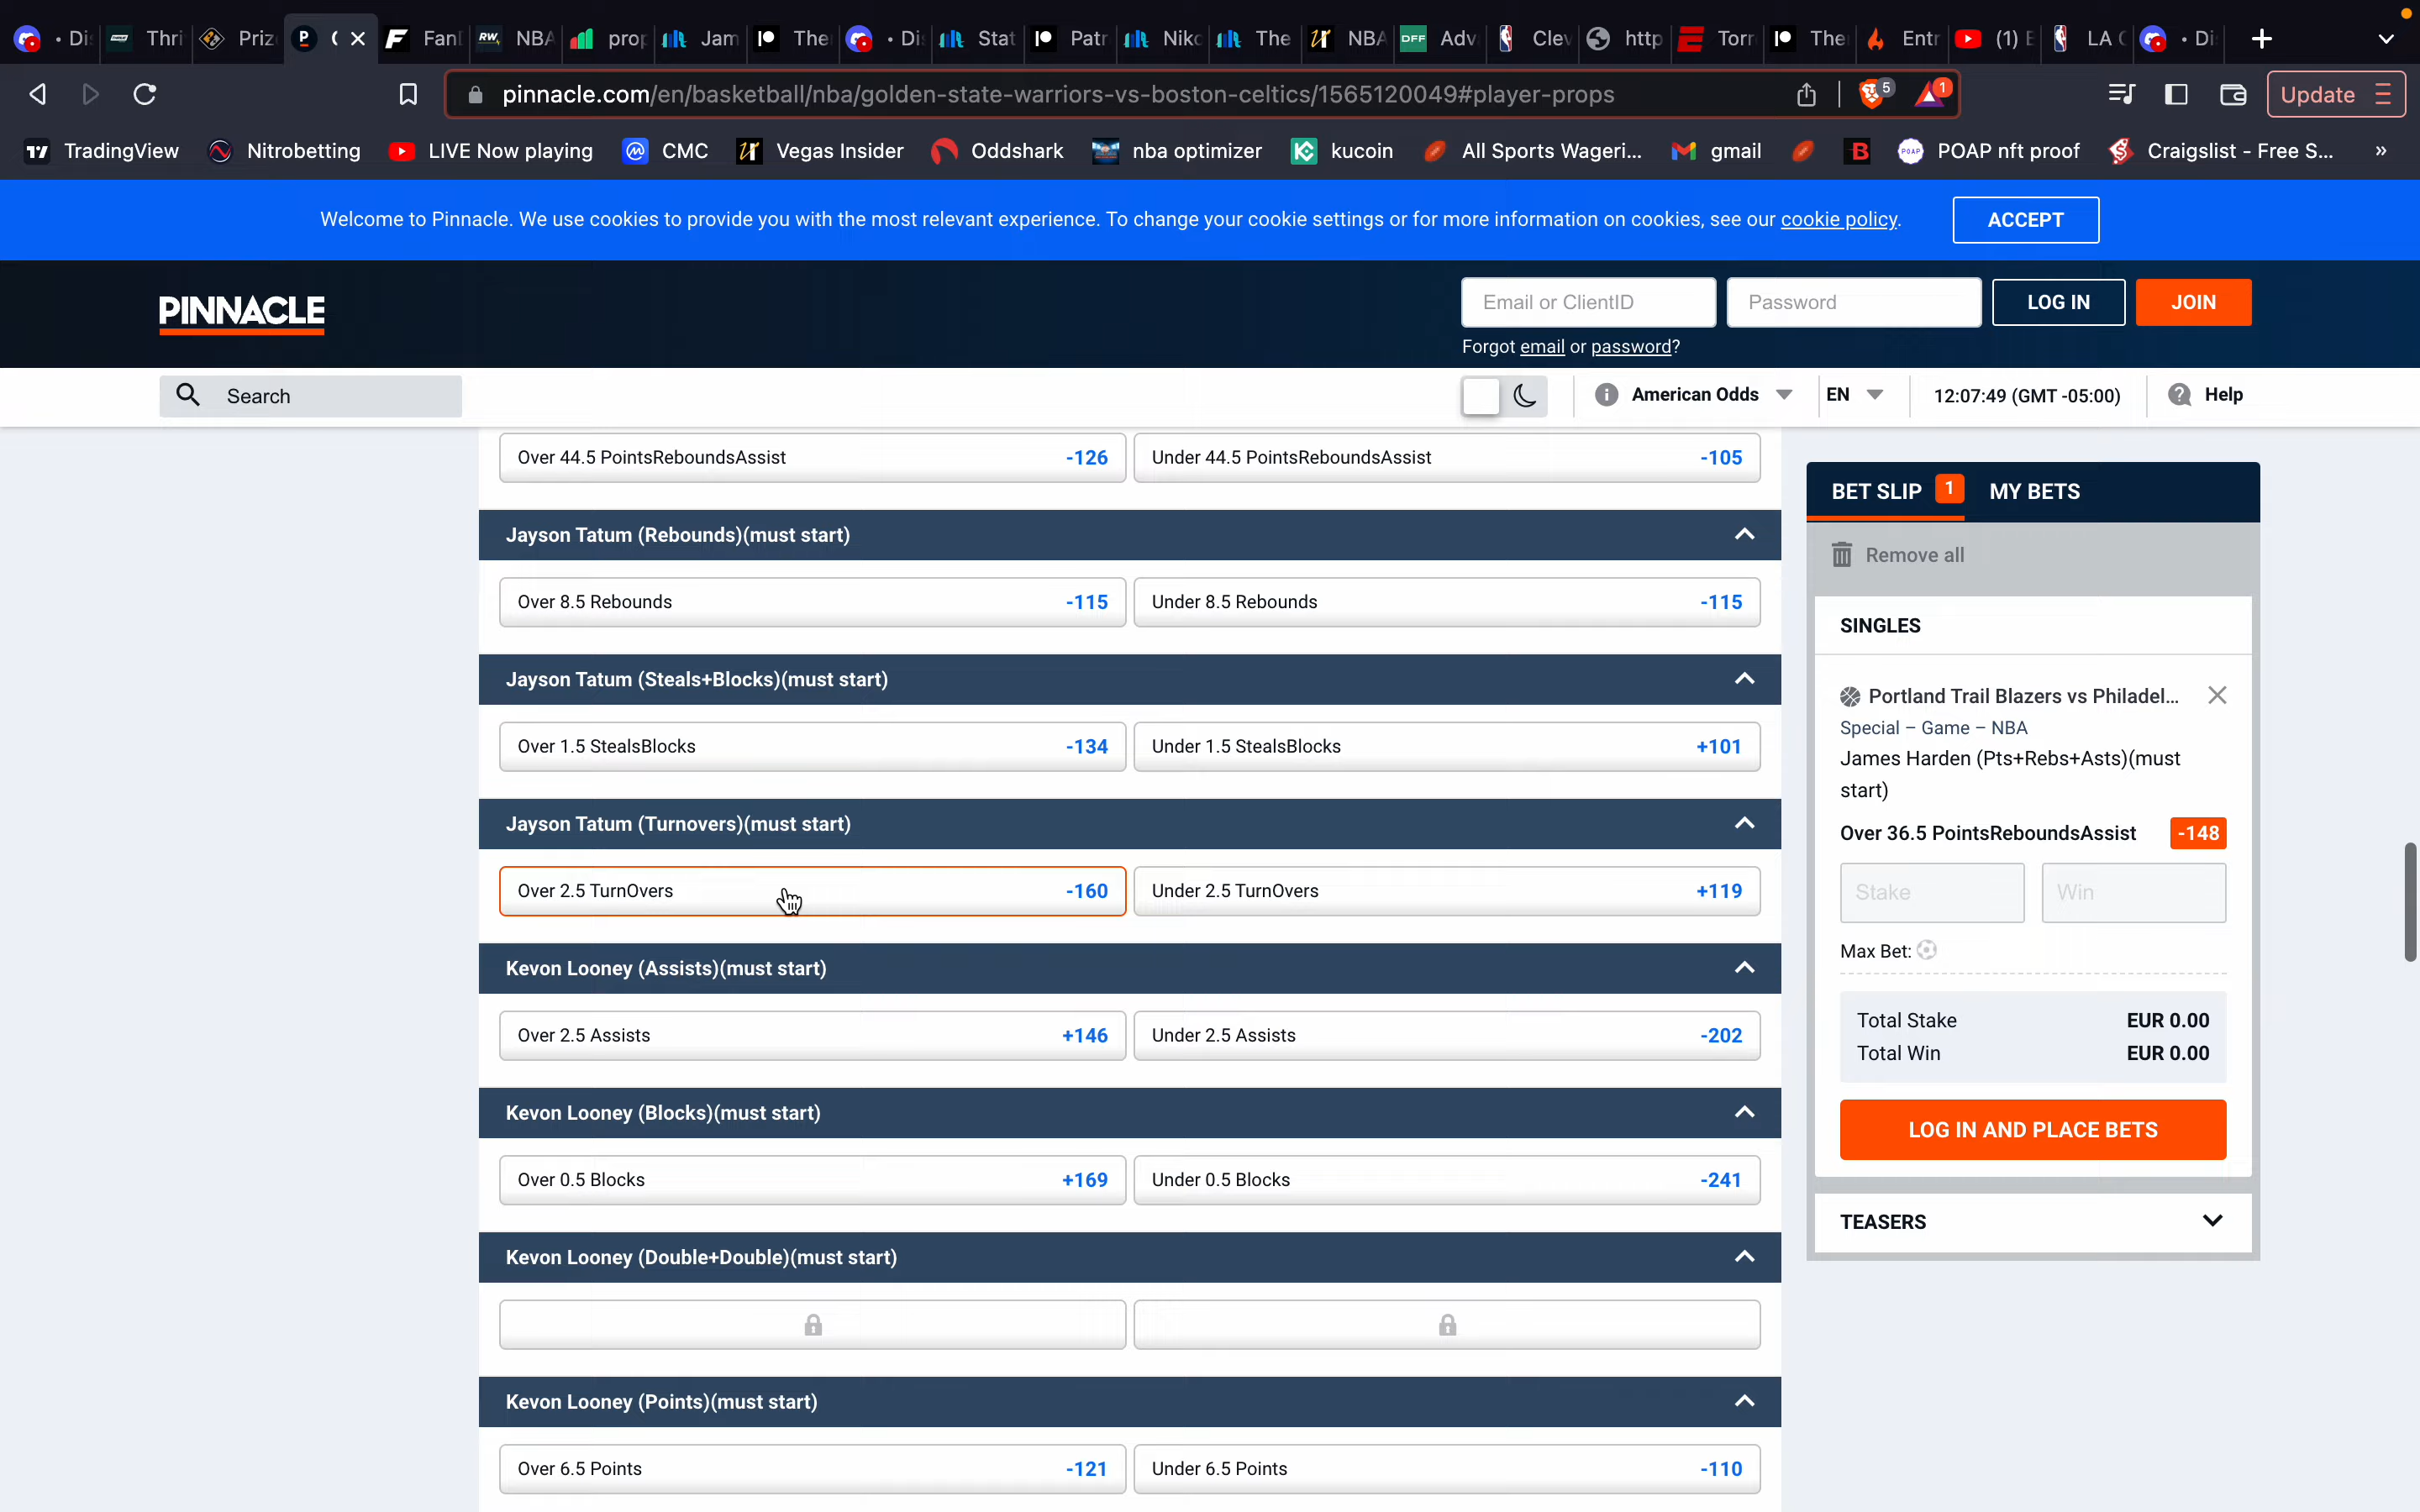 Di
Thri
Priz
(
Fanl
NBA
prop
Jam
The
Di
Stat
Patr
Nikc
The
NBA
Adv
Clev
http
Torr
The
Entr
(1) E
LA C
Di
pinnacle.com/en/basketball/nba/golden-state-warriors-vs-boston-celtics/1565120049#player-props
5
1
Update
TradingView
Nitrobetting
LIVE Now playing
CMC
Vegas Insider
Oddshark
nba optimizer
kucoin
All Sports Wageri...
gmail
POAP nft proof
Craigslist - Free S...
»
Welcome to Pinnacle. We use cookies to provide you with the most relevant experience. To change your cookie settings or for more information on cookies, see our cookie policy.
ACCEPT
PINNACLE
Email or ClientID
Password
LOG IN
JOIN
Forgot email or password?
Search
American Odds
EN
12:07:49 (GMT -05:00)
Help
Over 44.5 PointsReboundsAssist -126
Under 44.5 PointsReboundsAssist -105
Jayson Tatum (Rebounds)(must start)
Over 8.5 Rebounds -115
Under 8.5 Rebounds -115
Jayson Tatum (Steals+Blocks)(must start)
Over 1.5 StealsBlocks -134
Under 1.5 StealsBlocks +101
Jayson Tatum (Turnovers)(must start)
Over 2.5 TurnOvers -160
Under 2.5 TurnOvers +119
Kevon Looney (Assists)(must start)
Over 2.5 Assists +146
Under 2.5 Assists -202
Kevon Looney (Blocks)(must start)
Over 0.5 Blocks +169
Under 0.5 Blocks -241
Kevon Looney (Double+Double)(must start)
Kevon Looney (Points)(must start)
Over 6.5 Points -121
Under 6.5 Points -110
BET SLIP 1
MY BETS
Remove all
SINGLES
Portland Trail Blazers vs Philadel...
Special – Game – NBA
James Harden (Pts+Rebs+Asts)(must
start)
Over 36.5 PointsReboundsAssist -148
Stake
Win
Max Bet:
Total Stake EUR 0.00
Total Win EUR 0.00
LOG IN AND PLACE BETS
TEASERS